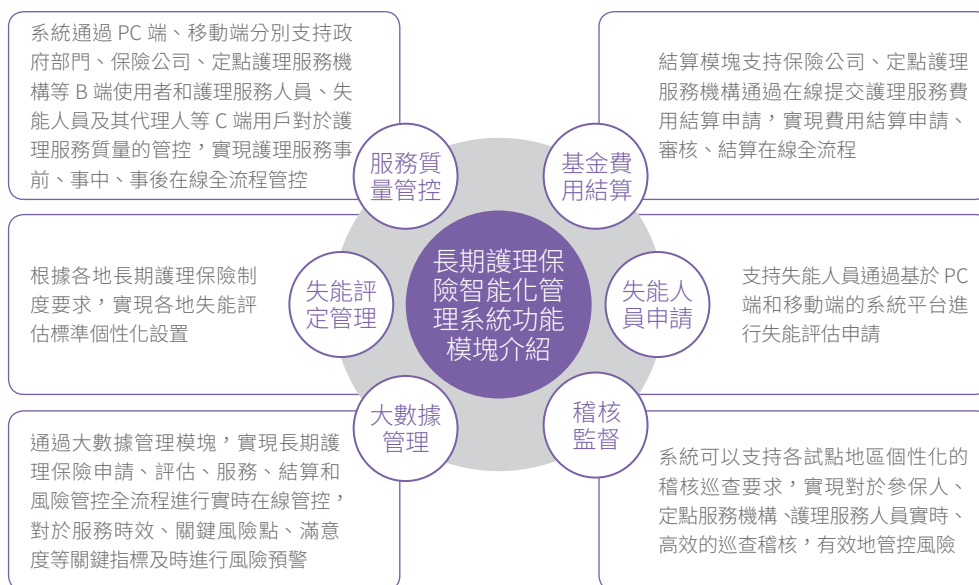 系統通過 PC 端、移動端分別支持政
府部門、保險公司、定點護理服務機
構等 B 端使用者和護理服務人員、失
能人員及其代理人等 C 端用戶對於護
理服務質量的管控，實現護理服務事
前、事中、事後在線全流程管控
服務質
量管控
基金費
用結算
結算模塊支持保險公司、定點護理
服務機構通過在線提交護理服務費
用結算申請，實現費用結算申請、
審核、結算在線全流程
根據各地長期護理保險制
度要求，實現各地失能評
估標準個性化設置
失能評
定管理
長期護理保
險智能化管
理系統功能
模塊介紹
失能人
員申請
支持失能人員通過基於 PC
端和移動端的系統平台進
行失能評估申請
通過大數據管理模塊，實現長期護
理保險申請、評估、服務、結算和
風險管控全流程進行實時在線管控，
對於服務時效、關鍵風險點、滿意
度等關鍵指標及時進行風險預警
大數據
管理
稽核
監督
系統可以支持各試點地區個性化的
稽核巡查要求，實現對於參保人、
定點服務機構、護理服務人員實時、
高效的巡查稽核，有效地管控風險